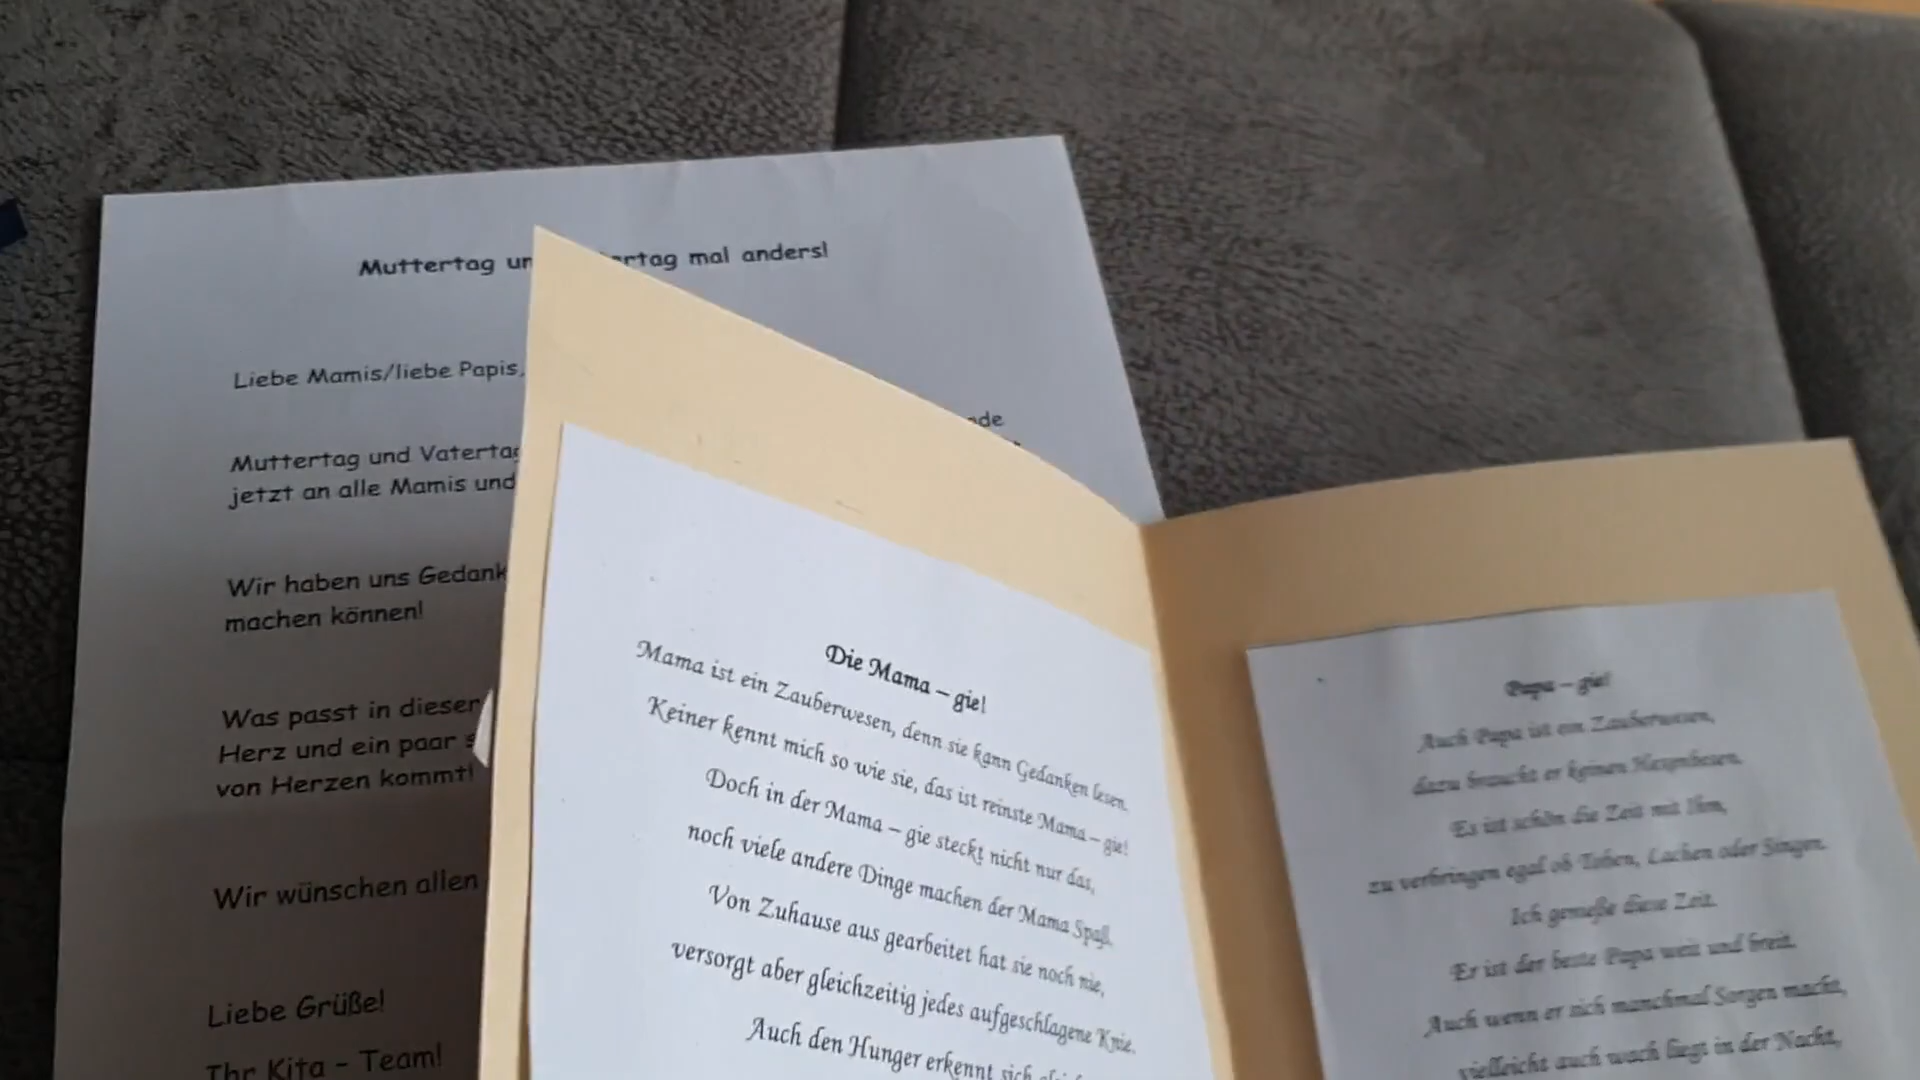 Muttertag un rtag mal anders!
Liebe Mamis/liebe Papis,
Muttertag und Vatertag
jetzt an alle Mamis und
Wir haben uns Gedank
machen können!
Was passt in dieser
Herz und ein paar
von Herzen kommt!
Wir wünschen allen
Liebe Grüße!
Ihr Kita - Team!
Die Mama – gie!
Mama ist ein Zauberwesen, denn sie kann Gedanken lesen.
Keiner kennt mich so wie sie, das ist reinste Mama – gie!
Doch in der Mama – gie steckt nicht nur das,
noch viele andere Dinge machen der Mama Spaß.
Von Zuhause aus gearbeitet hat sie noch nie,
versorgt aber gleichzeitig jedes aufgeschlagene Knie.
Auch den Hunger erkennt sich
Papa – gie!
Auch Papa ist ein Zauberwesen,
dazu braucht er keinen Hexenbesen.
Es ist schön die Zeit mit Ihm,
zu verbringen egal ob Toben, Lachen oder Singen.
Ich genieße diese Zeit.
Er ist der beste Papa weit und breit.
Auch wenn er sich manchmal Sorgen macht,
vielleicht auch wach liegt in der Nacht,